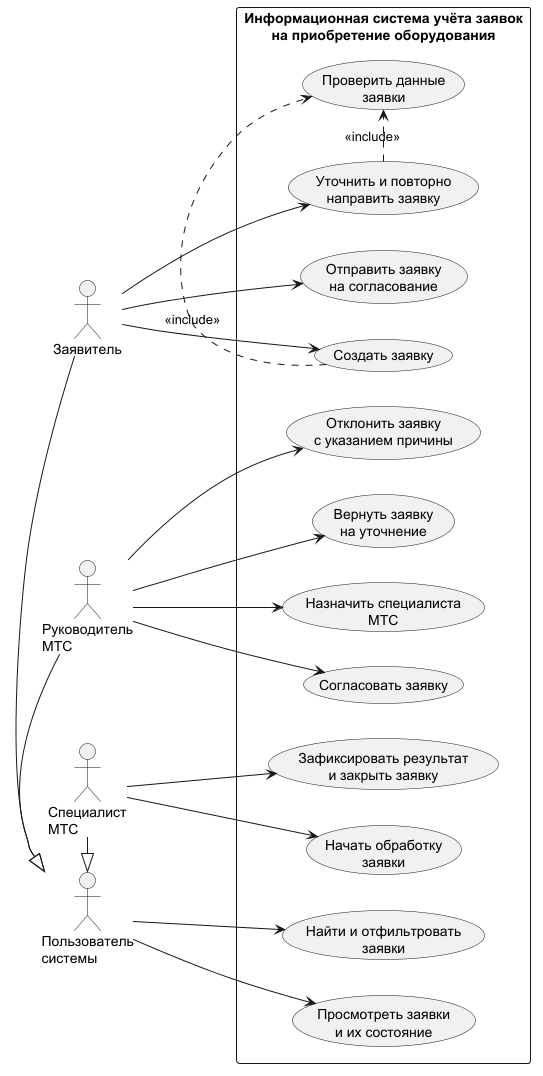 Информационная система учёта заявок
на приобретение оборудования
Проверить данные
заявки
«include»
Уточнить и повторно
направить заявку
Отправить заявку
на согласование
«include»
Заявитель
Создать заявку
Отклонить заявку
с указанием причины
Вернуть заявку
на уточнение
Назначить специалиста
МТС
Руководитель
МТС
Согласовать заявку
Зафиксировать результат
и закрыть заявку
Специалист
МТС
Начать обработку
заявки
Найти и отфильтровать
заявки
Пользователь
системы
Просмотреть заявки
и их состояние